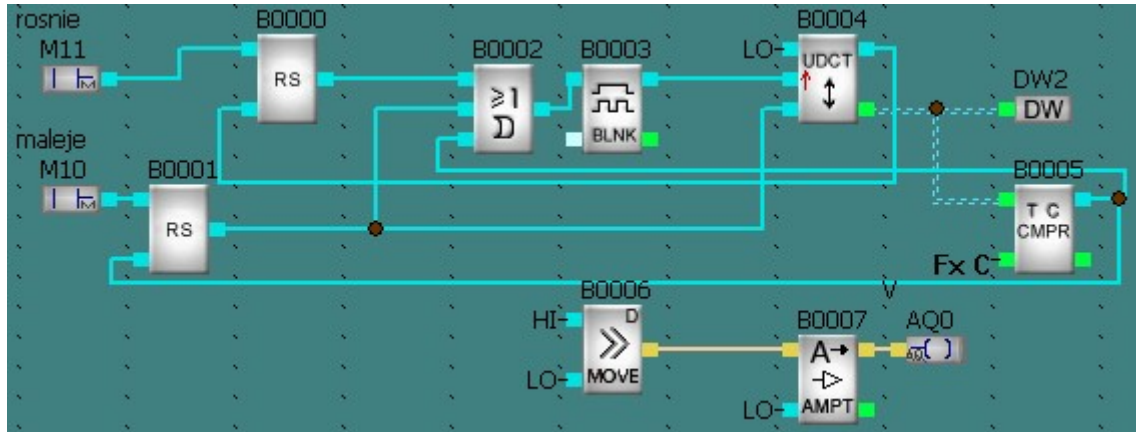 rosnie
M11
B0000
RS
B0002
≥1
B0003
BLNK
B0004
LO
UDCT
DW2
DW
maleje
M10
B0001
RS
B0005
T C
CMPR
Fx C
B0006
HI
D
LO
MOVE
B0007
A
LO
AMPT
V
AQ0
AQ